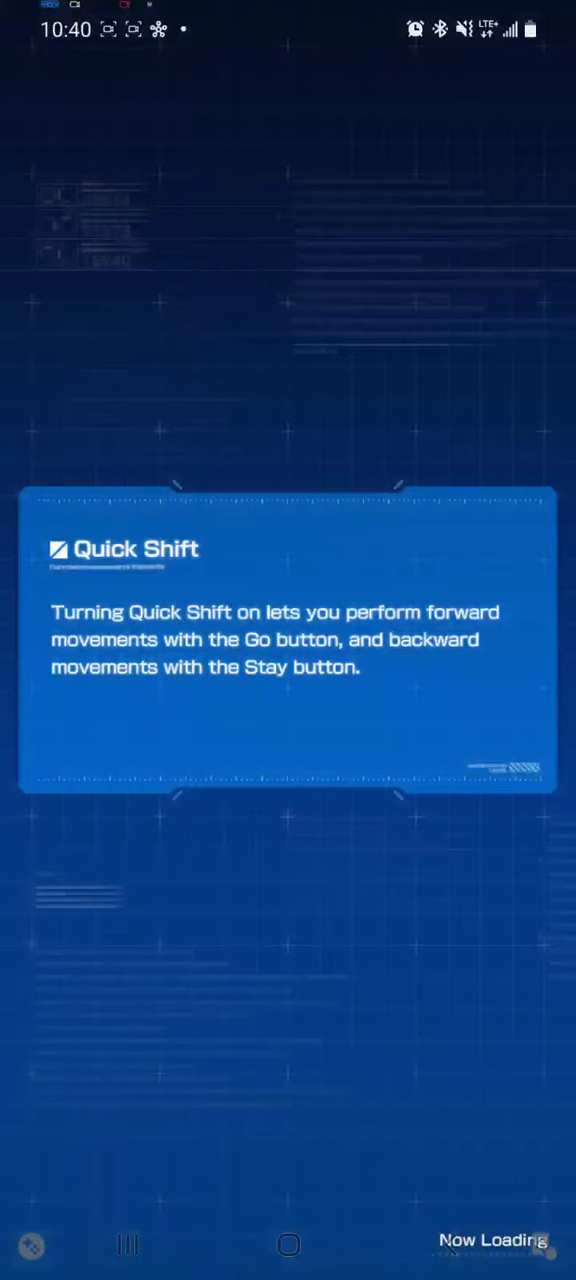 10:40
LTE+
Quick Shift
Turning Quick Shift on lets you perform forward
movements with the Go button, and backward
movements with the Stay button.
Now Loading